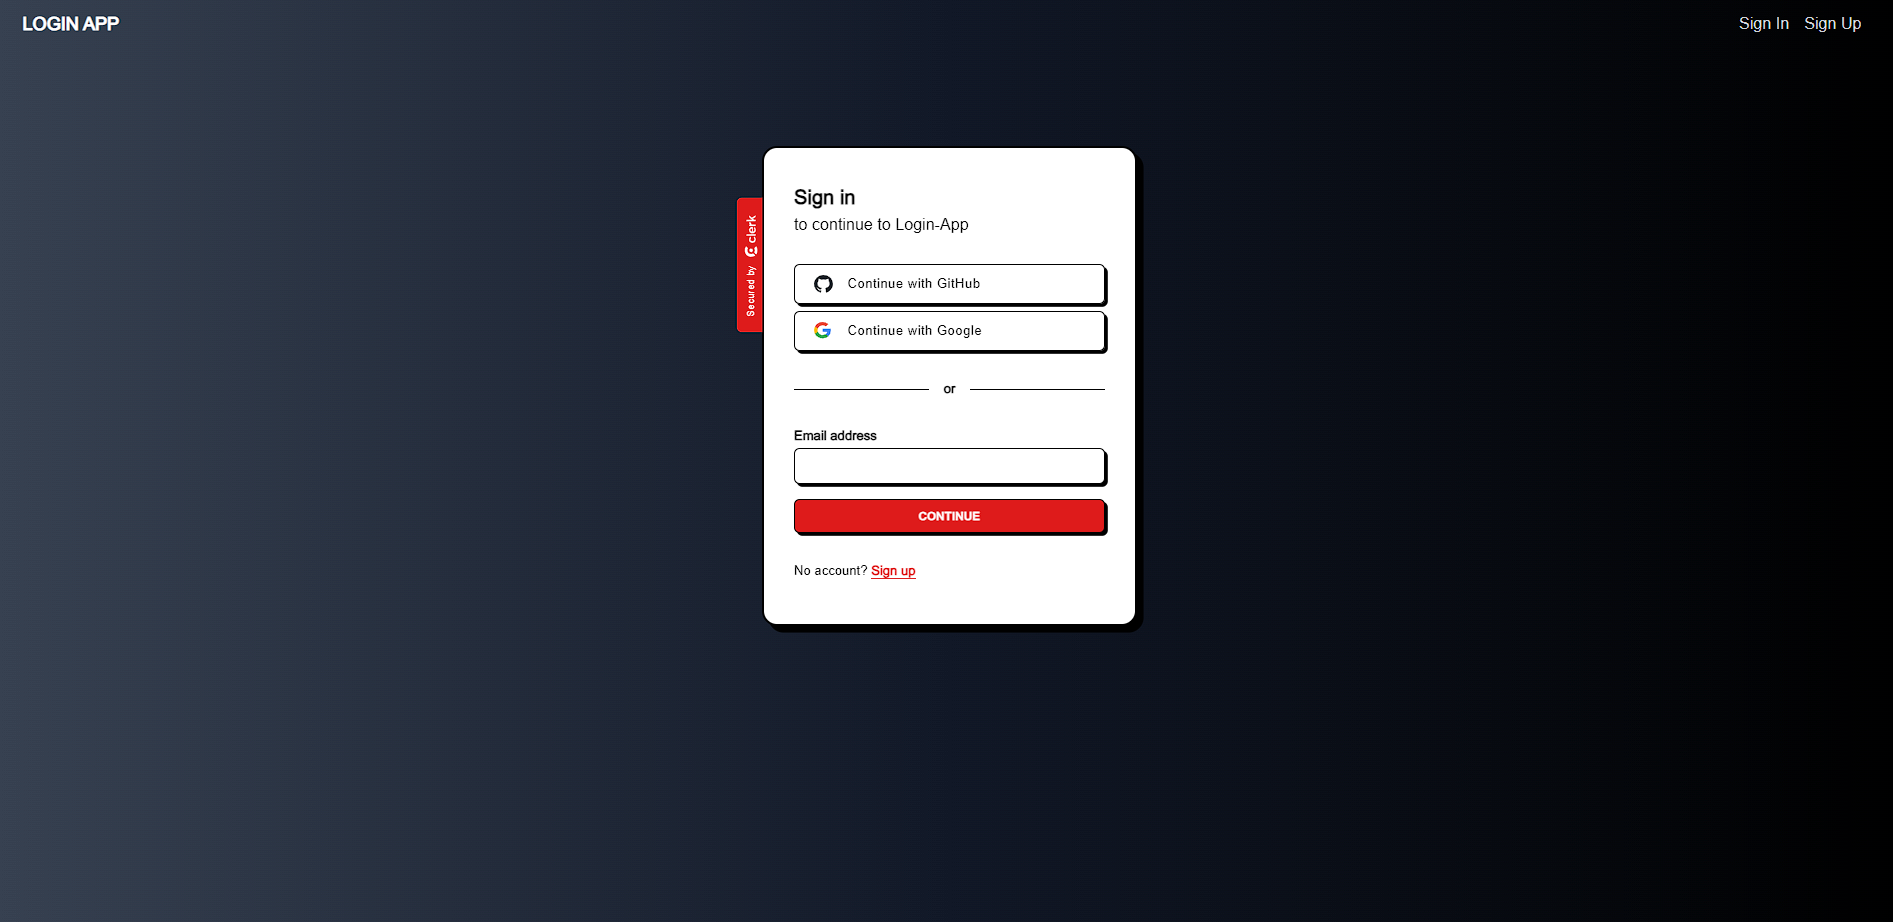 LOGIN APP
Sign In
Sign Up
Sign in
to continue to Login-App
Secured by clerk
Continue with GitHub
Continue with Google
or
Email address
CONTINUE
No account? Sign up